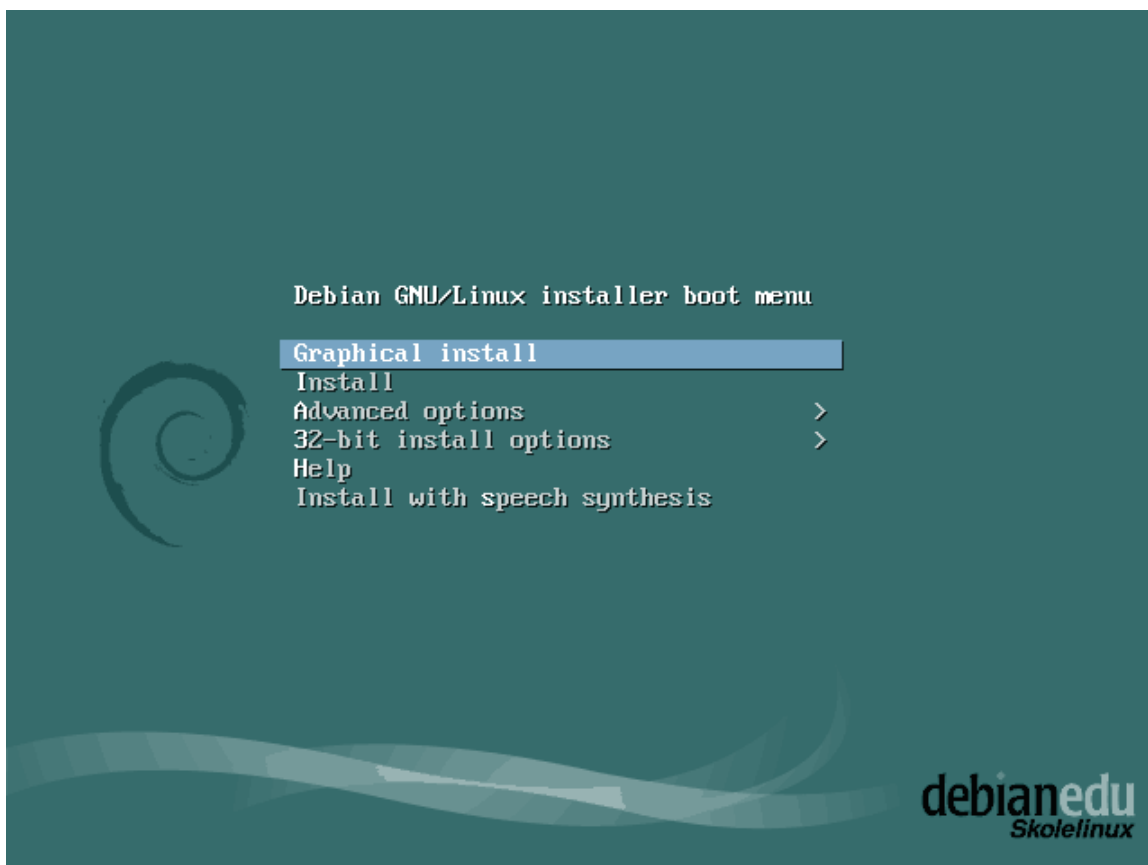 Debian GNU/Linux installer boot menu
Graphical install
Install
Advanced options >
32-bit install options >
Help
Install with speech synthesis
debianedu
Skolelinux